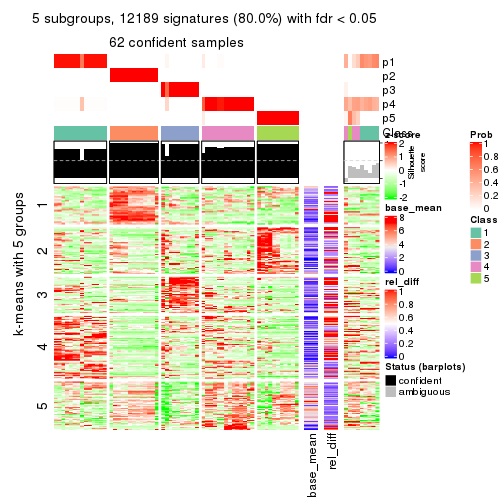 5 subgroups, 12189 signatures (80.0%) with fdr < 0.05
62 confident samples
p1
p2
p3
p4
p5
Class
z-score
2
1
0
-1
-2
Silhouette
score
k-means with 5 groups
1
2
3
4
5
base_mean
8
6
4
2
0
rel_diff
1
0.8
0.6
0.4
0.2
0
Status (barplots)
confident
ambiguous
Prob
1
0.8
0.6
0.4
0.2
0
Class
1
2
3
4
5
base_mean
rel_diff